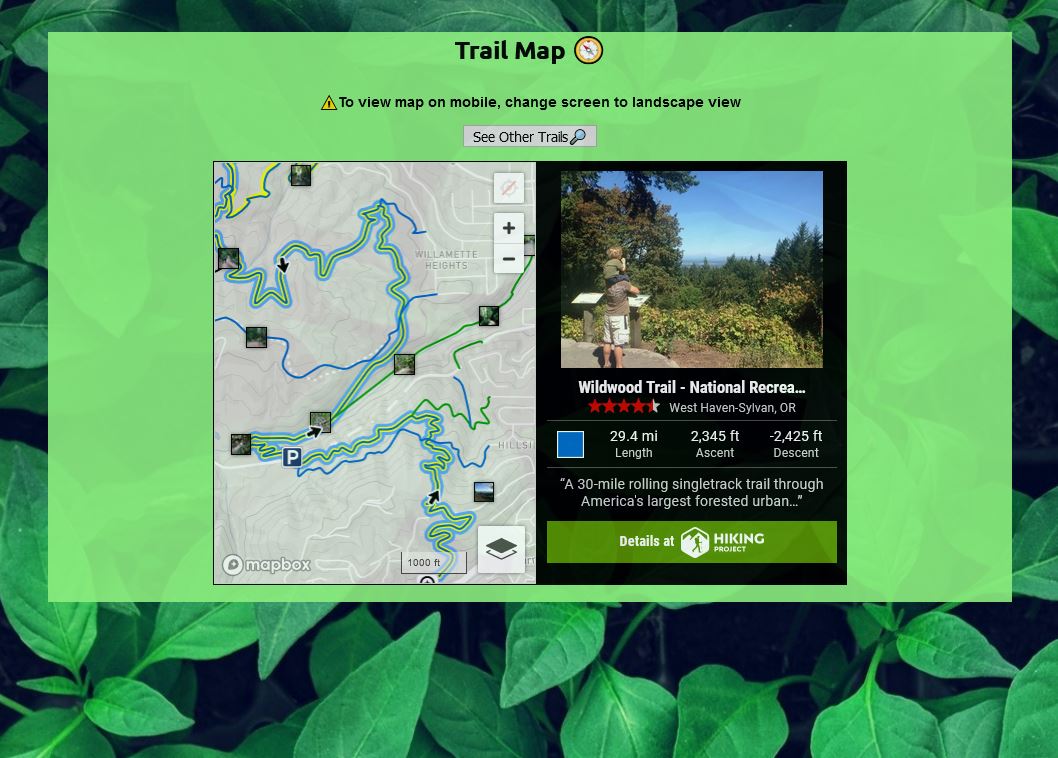 Trail Map
To view map on mobile, change screen to landscape view
See Other Trails
WILLAMETTE
HEIGHTS
+
−
P
HILLSI
mapbox
1000 ft
Wildwood Trail - National Recrea…
West Haven-Sylvan, OR
29.4 mi 2,345 ft -2,425 ft
Length Ascent Descent
“A 30-mile rolling singletrack trail through
America's largest forested urban…”
Details at HIKING
PROJECT